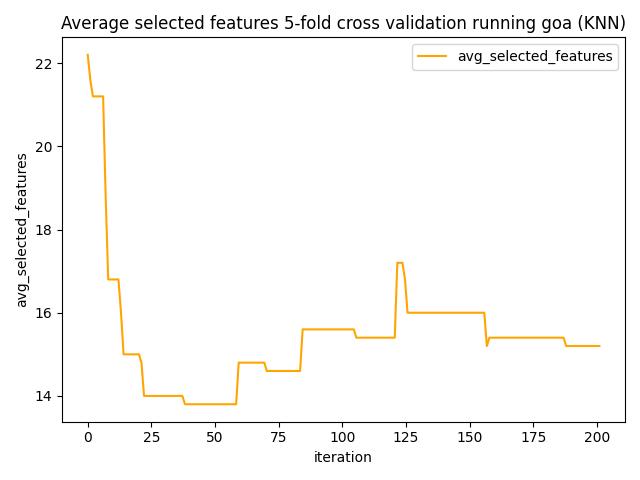 Average selected features 5-fold cross validation running goa (KNN)
avg_selected_features
22
20
18
16
14
avg_selected_features
0 25 50 75 100 125 150 175 200
iteration